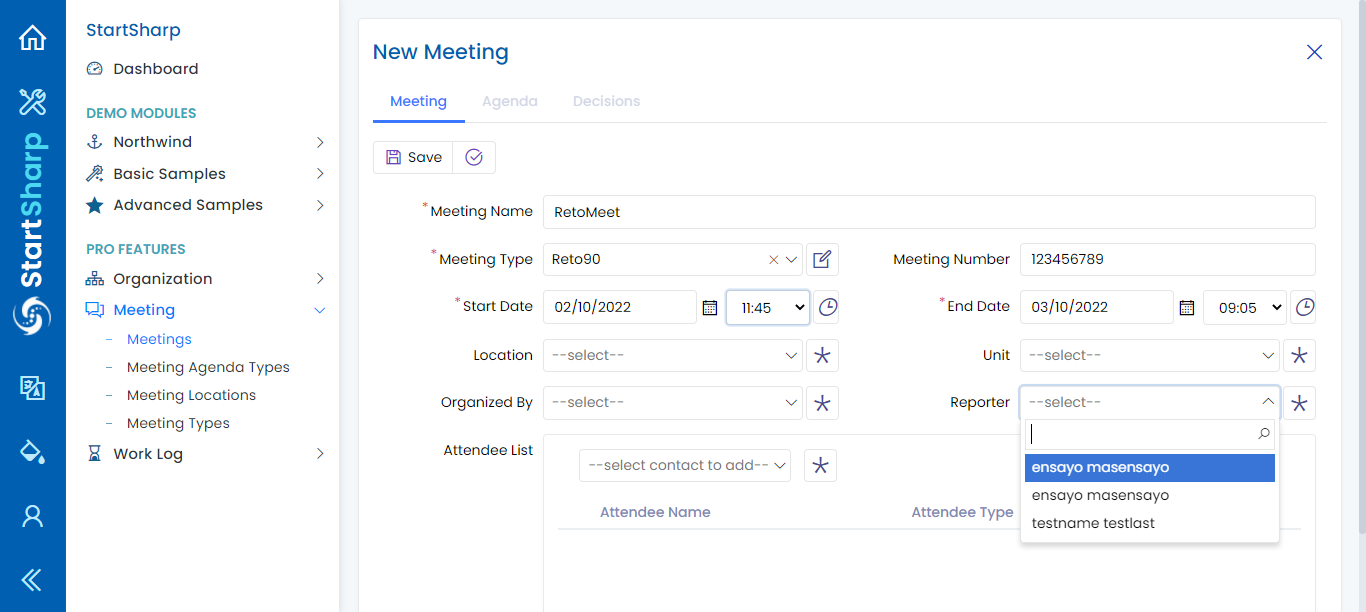 StartSharp
StartSharp
Dashboard
DEMO MODULES
Northwind
Basic Samples
Advanced Samples
PRO FEATURES
Organization
Meeting
– Meetings
– Meeting Agenda Types
– Meeting Locations
– Meeting Types
Work Log
New Meeting
Meeting Agenda Decisions
Save
*Meeting Name RetoMeet
*Meeting Type Reto90 Meeting Number 123456789
*Start Date 02/10/2022 11:45 *End Date 03/10/2022 09:05
Location --select-- Unit --select--
Organized By --select-- Reporter --select--
Attendee List
--select contact to add--
Attendee Name Attendee Type
ensayo masensayo
ensayo masensayo
testname testlast